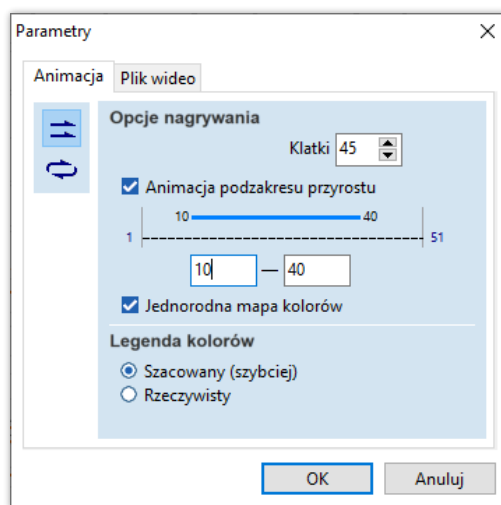 Parametry
Animacja Plik wideo
Opcje nagrywania
Klatki 45
Animacja podzakresu przyrostu
10 40
1 51
10 — 40
Jednorodna mapa kolorów
Legenda kolorów
Szacowany (szybciej)
Rzeczywisty
OK Anuluj